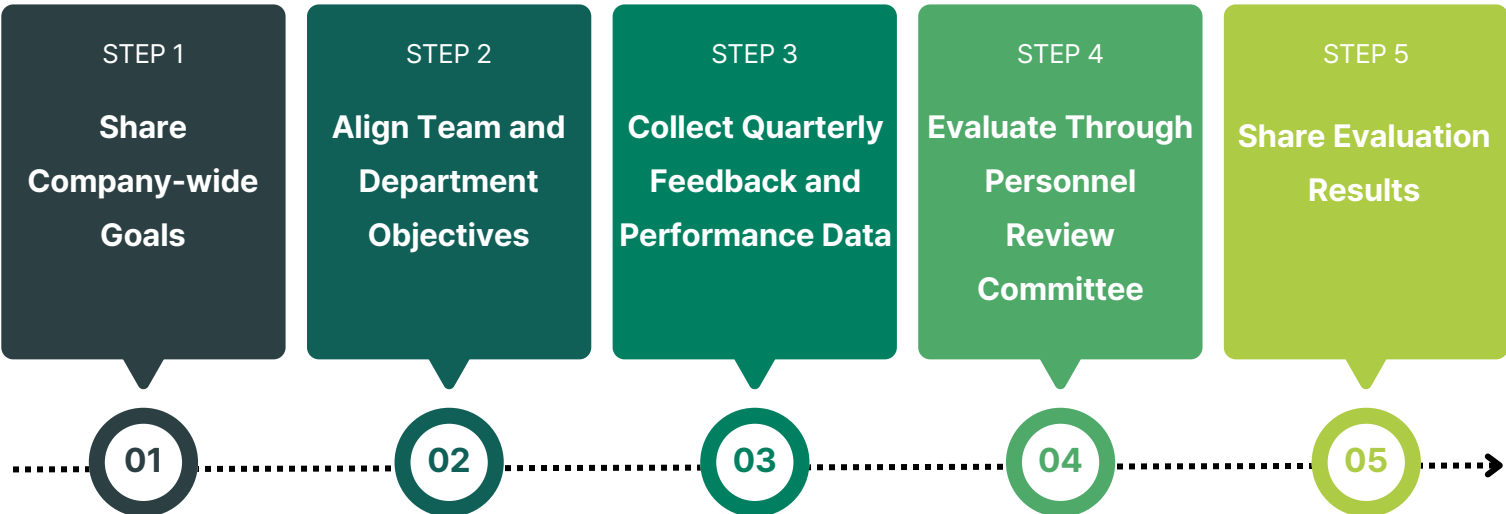 STEP 1
Share
Company-wide
Goals
STEP 2
Align Team and
Department
Objectives
STEP 3
Collect Quarterly
Feedback and
Performance Data
STEP 4
Evaluate Through
Personnel
Review
Committee
STEP 5
Share Evaluation
Results
01
02
03
04
05